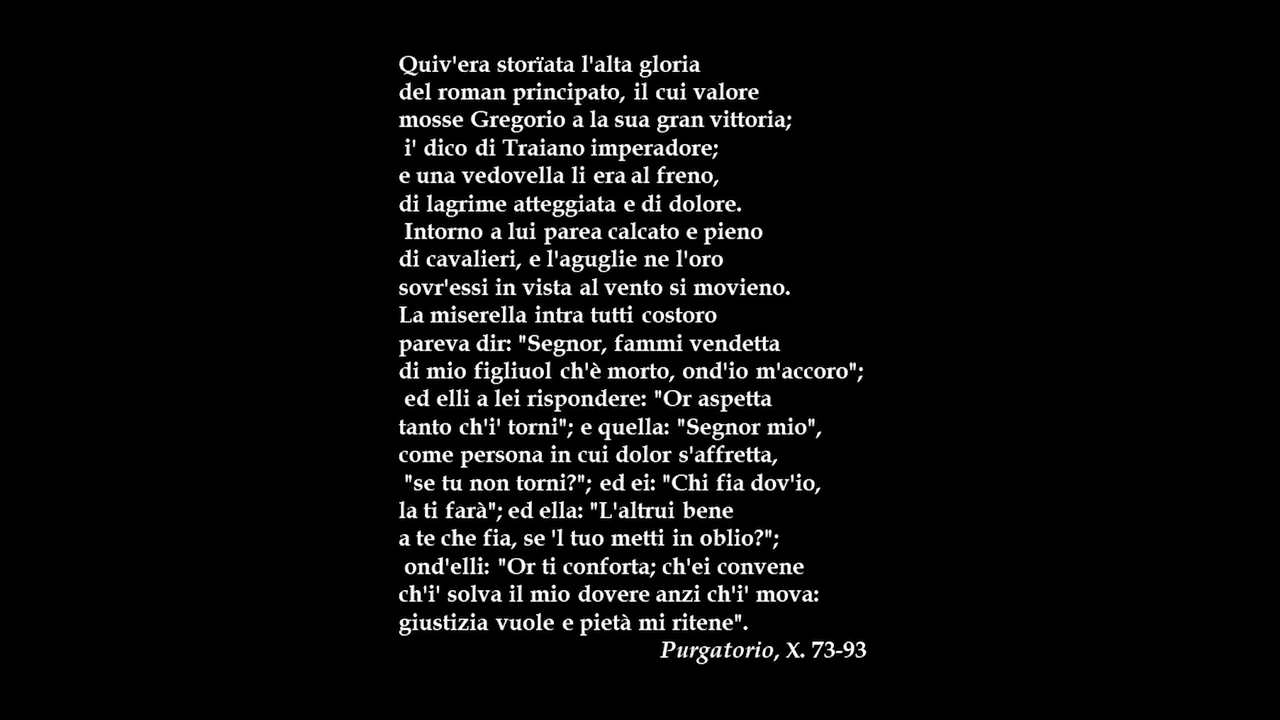 Quiv'era storïata l'alta gloria
del roman principato, il cui valore
mosse Gregorio a la sua gran vittoria;
i' dico di Traiano imperadore;
e una vedovella li era al freno,
di lagrime atteggiata e di dolore.
Intorno a lui parea calcato e pieno
di cavalieri, e l'aguglie ne l'oro
sovr'essi in vista al vento si movieno.
La miserella intra tutti costoro
pareva dir: "Segnor, fammi vendetta
di mio figliuol ch'è morto, ond'io m'accoro";
ed elli a lei rispondere: "Or aspetta
tanto ch'i' torni"; e quella: "Segnor mio",
come persona in cui dolor s'affretta,
"se tu non torni?"; ed ei: "Chi fia dov'io,
la ti farà"; ed ella: "L'altrui bene
a te che fia, se 'l tuo metti in oblio?";
ond'elli: "Or ti conforta; ch'ei convene
ch'i' solva il mio dovere anzi ch'i' mova:
giustizia vuole e pietà mi ritene".
Purgatorio, X. 73-93